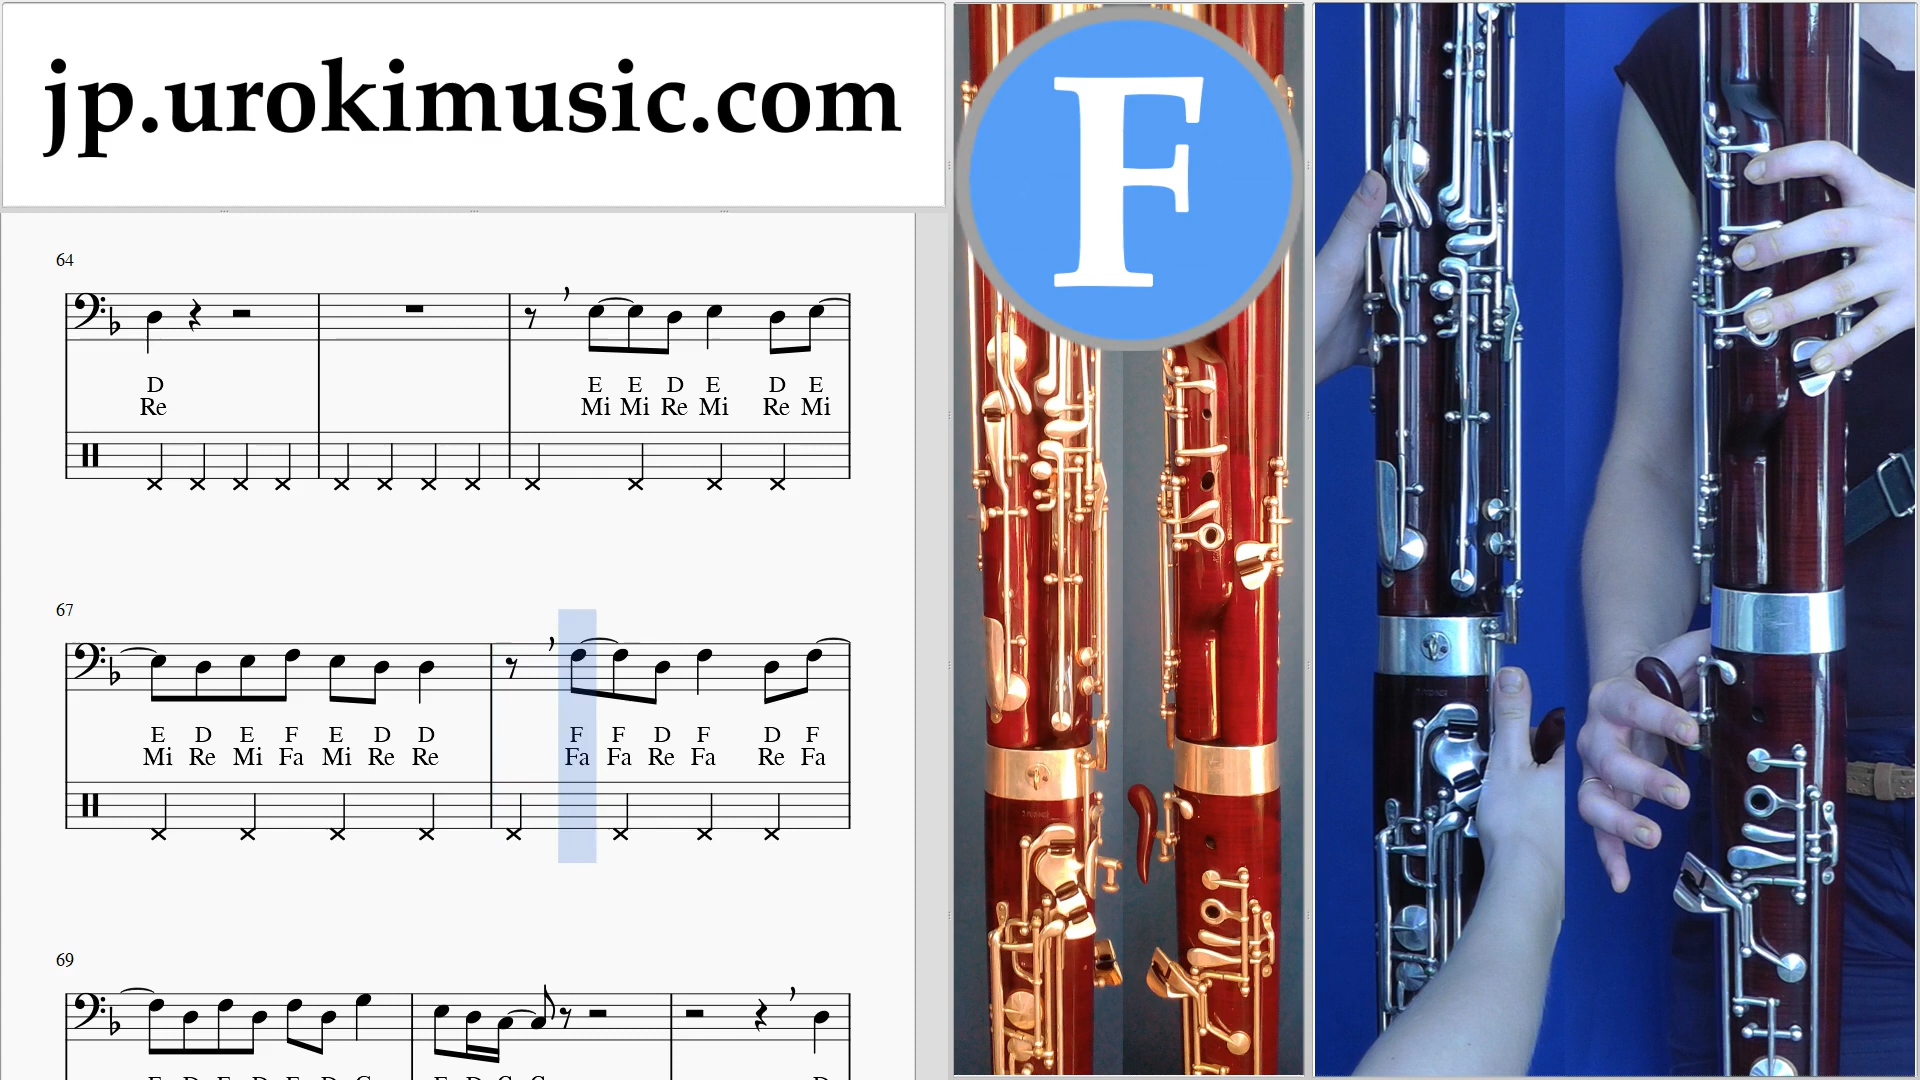 jp.urokimusic.com
F
64
D E E D E D E
Re Mi Mi Re Mi Re Mi
67
E D E F E D D F F D F D F
Mi Re Mi Fa Mi Re Re Fa Fa Re Fa Re Fa
69